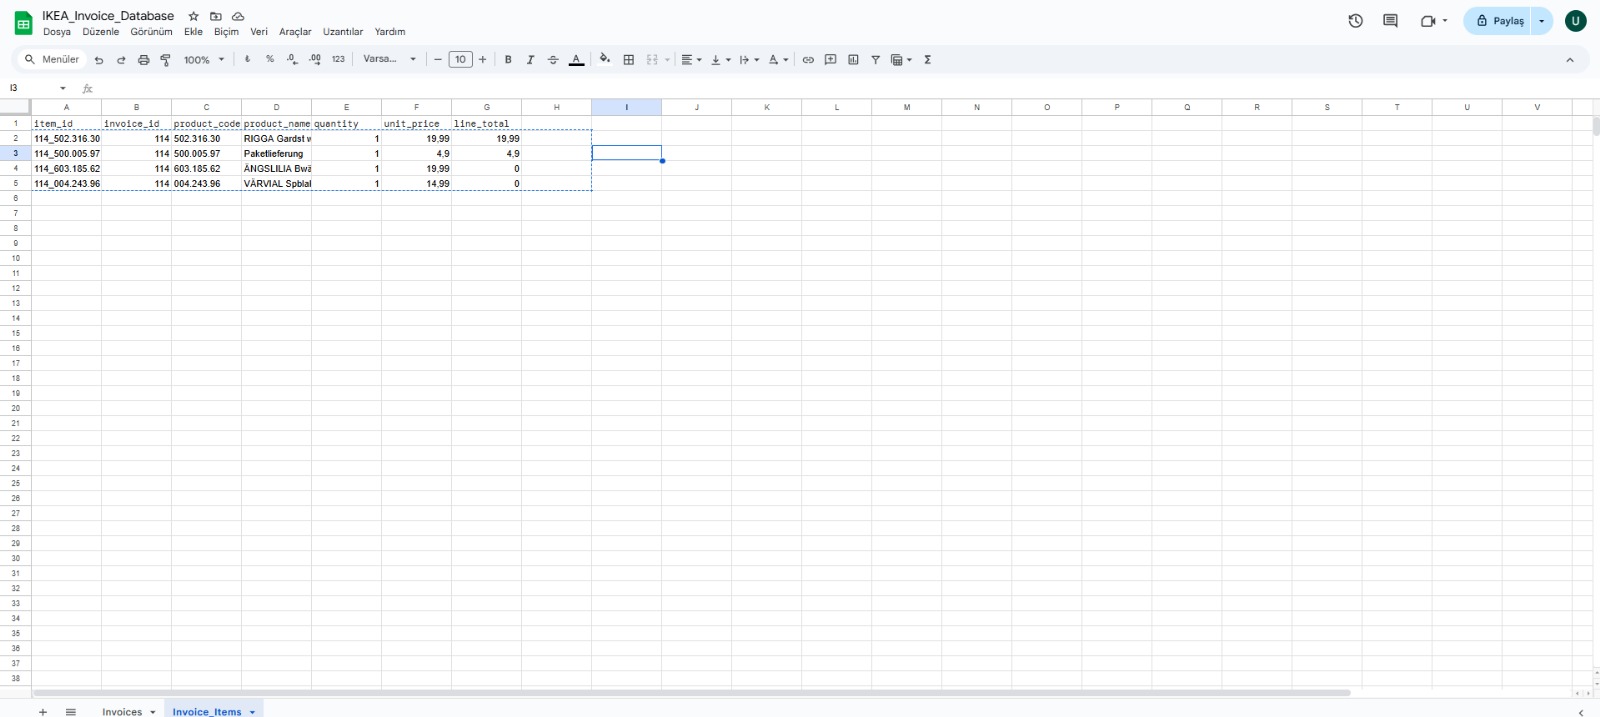 IKEA_Invoice_Database
Dosya Düzenle Görünüm Ekle Biçim Veri Araçlar Uzantılar Yardım
Paylaş U
Menüler 100% ₺ % .0 .00 123 Varsa... − 10 + B I A A Σ
I3 fx
A B C D E F G H I J K L M N O P Q R S T U V
1 item_id invoice_id product_code product_name quantity unit_price line_total
2 114_502.316.30 114 502.316.30 RIGGA Gardst w 1 19,99 19,99
3 114_500.005.97 114 500.005.97 Paketlieferung 1 4,9 4,9
4 114_603.185.62 114 603.185.62 ÄNGSLILIA Bwä 1 19,99 0
5 114_004.243.96 114 004.243.96 VÅRVIAL Spblal 1 14,99 0
6
7
8
9
10
11
12
13
14
15
16
17
18
19
20
21
22
23
24
25
26
27
28
29
30
31
32
33
34
35
36
37
38
+ Invoices Invoice_Items